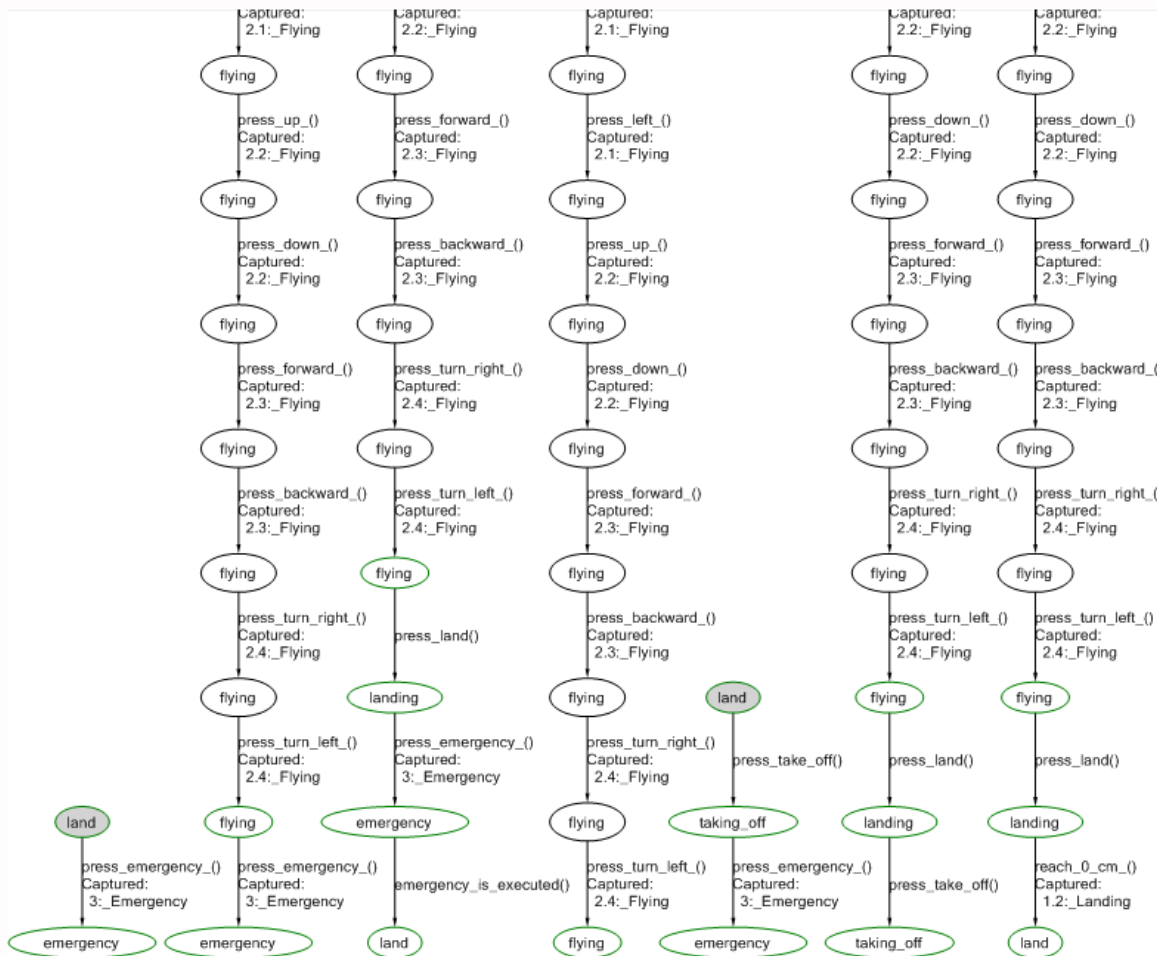 Captured:
2.1:_Flying
flying
press_up_()
Captured:
2.2:_Flying
flying
press_down_()
Captured:
2.2:_Flying
flying
press_forward_()
Captured:
2.3:_Flying
flying
press_backward_()
Captured:
2.3:_Flying
flying
press_turn_right_()
Captured:
2.4:_Flying
flying
press_turn_left_()
Captured:
2.4:_Flying
flying
press_emergency_()
Captured:
3:_Emergency
emergency
land
press_emergency_()
Captured:
3:_Emergency
emergency
Captured:
2.2:_Flying
flying
press_forward_()
Captured:
2.3:_Flying
flying
press_backward_()
Captured:
2.3:_Flying
flying
press_turn_right_()
Captured:
2.4:_Flying
flying
press_turn_left_()
Captured:
2.4:_Flying
flying
press_land()
landing
press_emergency_()
Captured:
3:_Emergency
emergency
emergency_is_executed()
land
Captured:
2.1:_Flying
flying
press_left_()
Captured:
2.1:_Flying
flying
press_up_()
Captured:
2.2:_Flying
flying
press_down_()
Captured:
2.2:_Flying
flying
press_forward_()
Captured:
2.3:_Flying
flying
press_backward_()
Captured:
2.3:_Flying
flying
press_turn_right_()
Captured:
2.4:_Flying
flying
press_turn_left_()
Captured:
2.4:_Flying
flying
land
press_take_off()
taking_off
press_emergency_()
Captured:
3:_Emergency
emergency
Captured:
2.2:_Flying
flying
press_down_()
Captured:
2.2:_Flying
flying
press_forward_()
Captured:
2.3:_Flying
flying
press_backward_()
Captured:
2.3:_Flying
flying
press_turn_right_()
Captured:
2.4:_Flying
flying
press_turn_left_()
Captured:
2.4:_Flying
flying
press_land()
landing
press_take_off()
taking_off
Captured:
2.2:_Flying
flying
press_down_()
Captured:
2.2:_Flying
flying
press_forward_()
Captured:
2.3:_Flying
flying
press_backward_(
Captured:
2.3:_Flying
flying
press_turn_right_(
Captured:
2.4:_Flying
flying
press_turn_left_()
Captured:
2.4:_Flying
flying
press_land()
landing
reach_0_cm_()
Captured:
1.2:_Landing
land